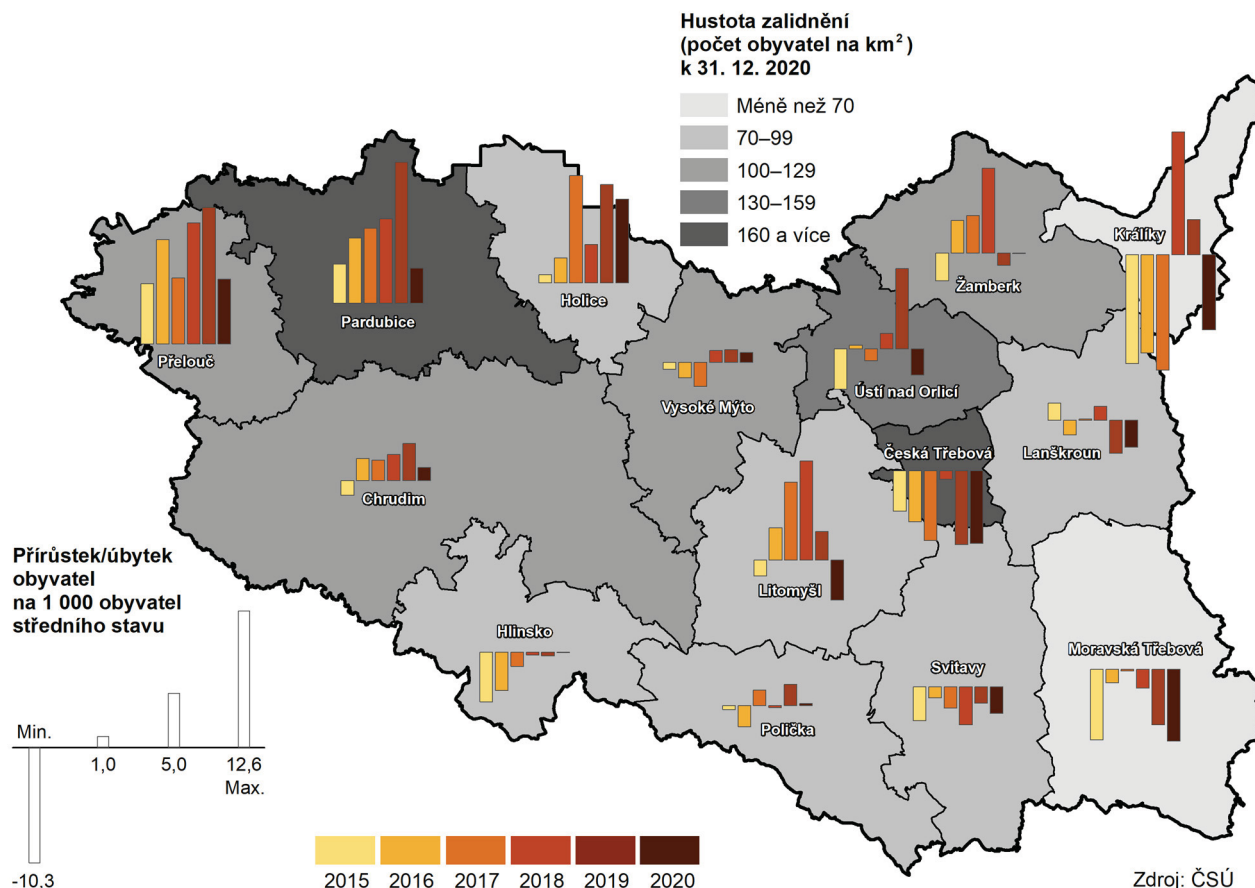 Hustota zalidnění
(počet obyvatel na km²)
k 31. 12. 2020
Méně než 70
70–99
100–129
130–159
160 a více
Králíky
Žamberk
Holice
Pardubice
Přelouč
Ústí nad Orlicí
Vysoké Mýto
Česká Třebová
Lanškroun
Chrudim
Litomyšl
Hlinsko
Moravská Třebová
Svitavy
Polička
Přírůstek/úbytek
obyvatel
na 1 000 obyvatel
středního stavu
Min.
1,0
5,0
12,6
Max.
-10.3
2015
2016
2017
2018
2019
2020
Zdroj: ČSÚ